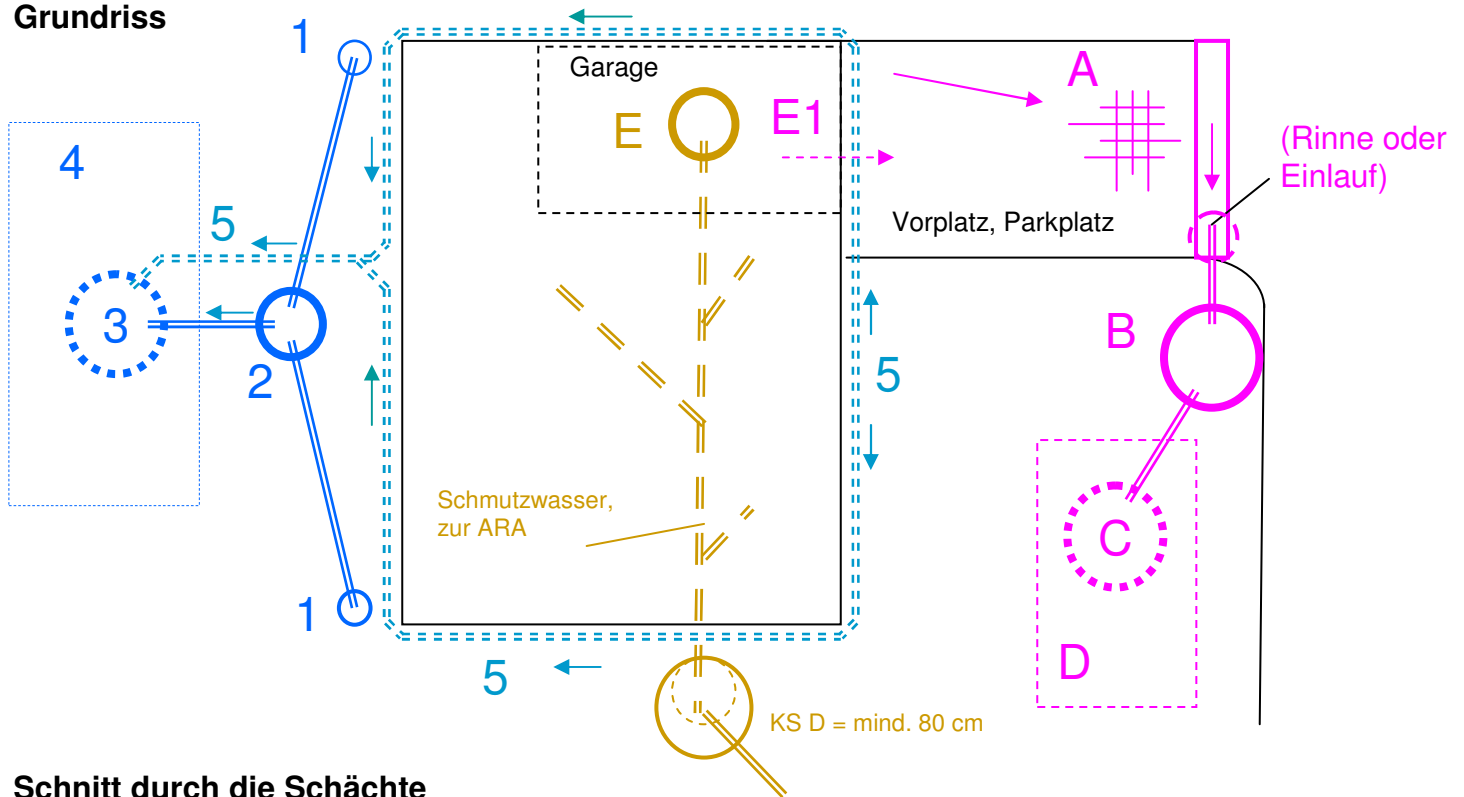 Grundriss
1
Garage
A
E
E1
(Rinne oder
Einlauf)
4
5
Vorplatz, Parkplatz
3
2
B
5
Schmutzwasser,
zur ARA
C
1
5
D
KS D = mind. 80 cm
Schnitt durch die Schächte